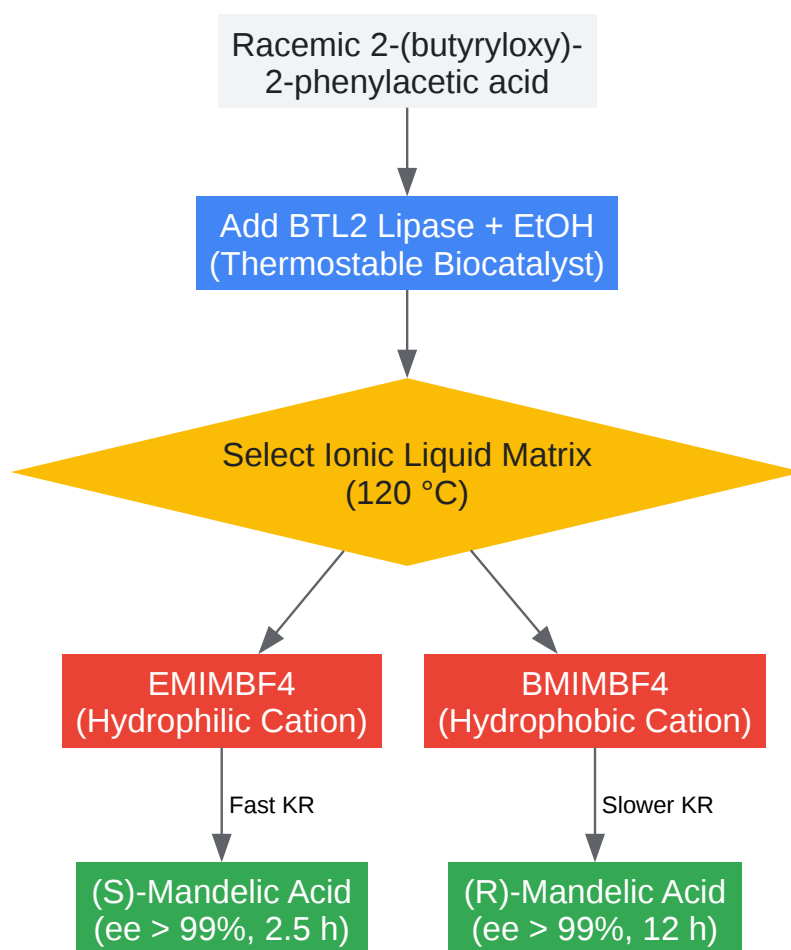 Racemic 2-(butyryloxy)-
2-phenylacetic acid
Add BTL2 Lipase + EtOH
(Thermostable Biocatalyst)
Select Ionic Liquid Matrix
(120 °C)
EMIMBF4
(Hydrophilic Cation)
BMIMBF4
(Hydrophobic Cation)
Fast KR
Slower KR
(S)-Mandelic Acid
(ee > 99%, 2.5 h)
(R)-Mandelic Acid
(ee > 99%, 12 h)